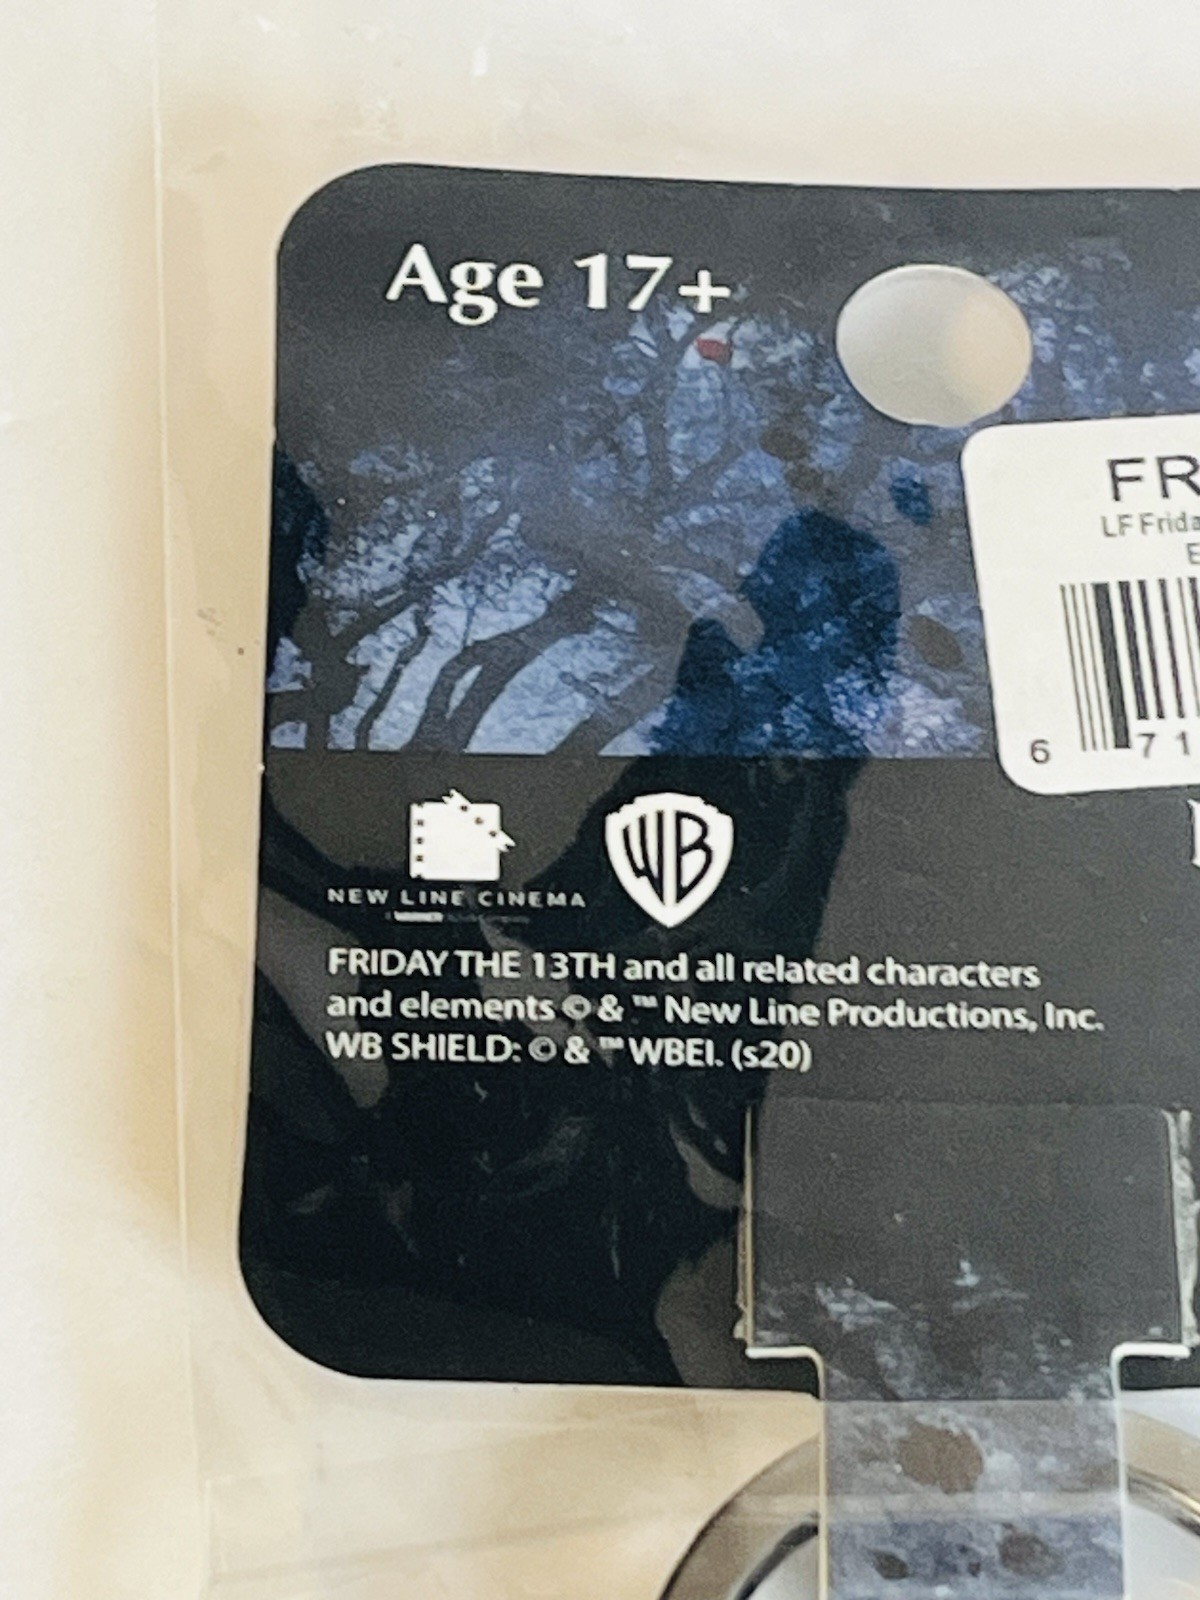 Age 17+
FR
LF Frida
E
6 71
NEW LINE CINEMA
WB
FRIDAY THE 13TH and all related characters
and elements © & ™ New Line Productions, Inc.
WB SHIELD: © & ™ WBEI. (s20)